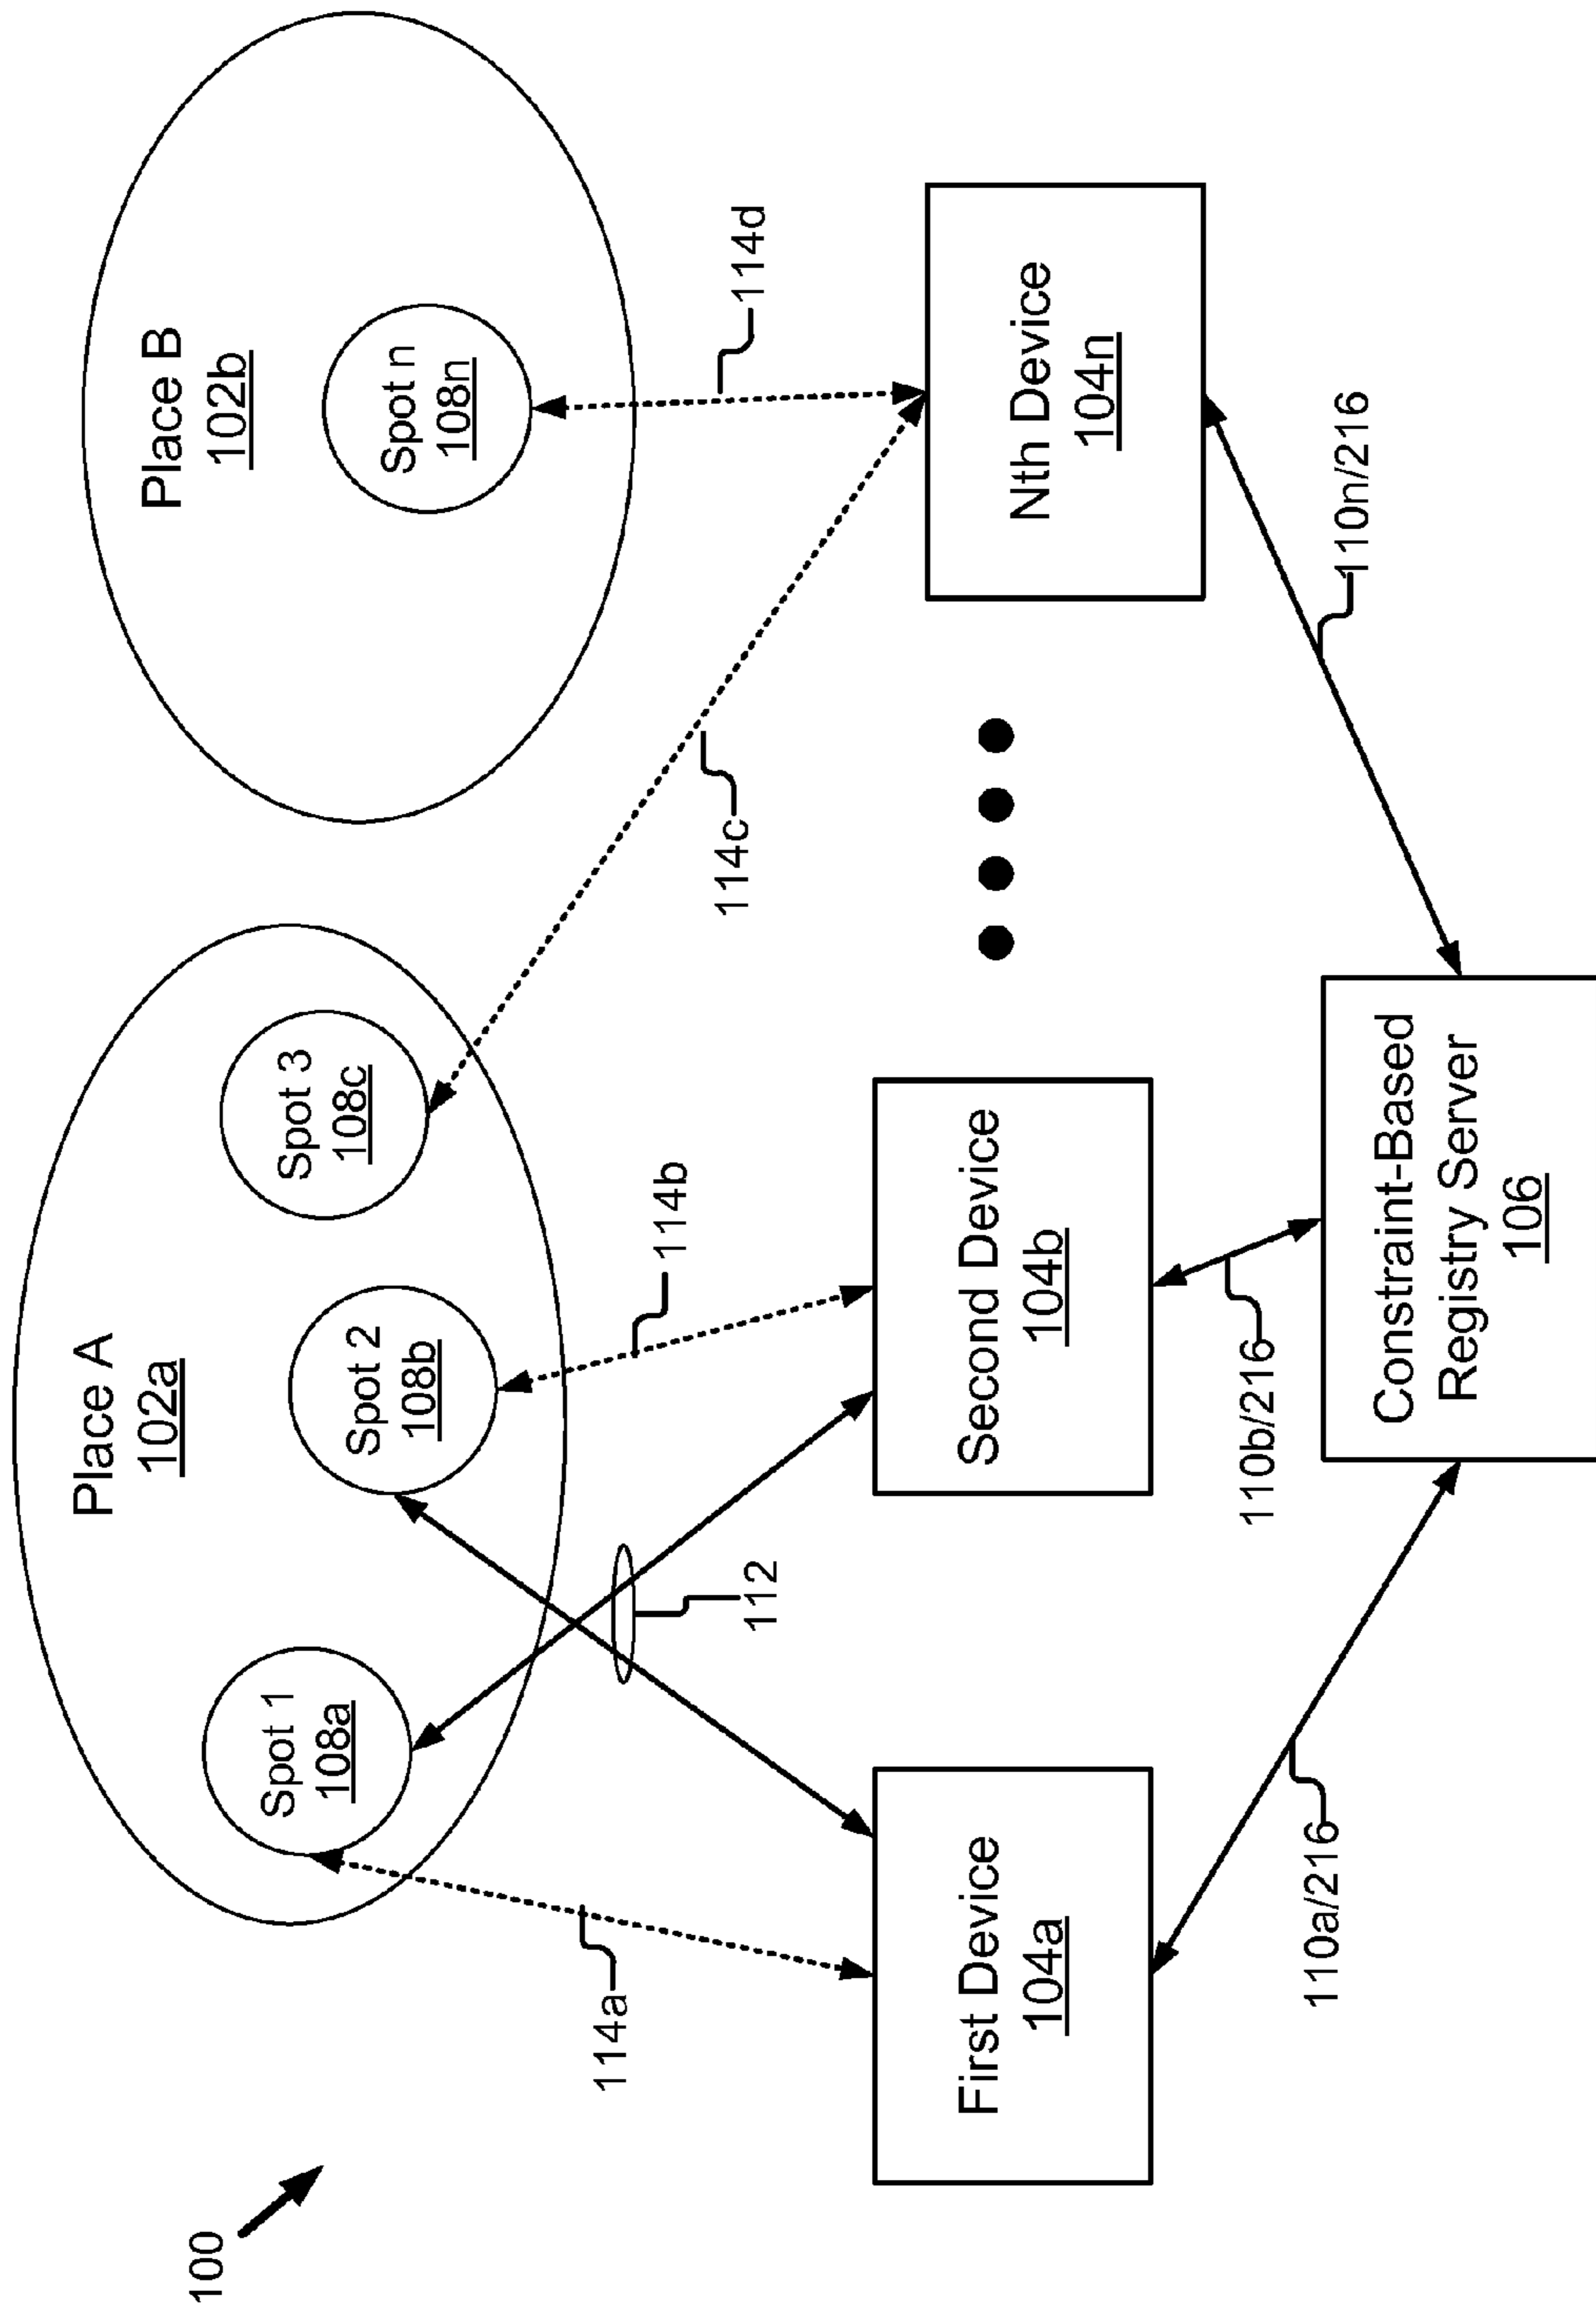 100
Place A
102a
Spot 1
108a
Spot 2
108b
Spot 3
108c
Place B
102b
Spot n
108n
114a
112
114b
114c
114d
First Device
104a
Second Device
104b
Nth Device
104n
110a/216
110b/216
110n/216
Constraint-Based
Registry Server
106